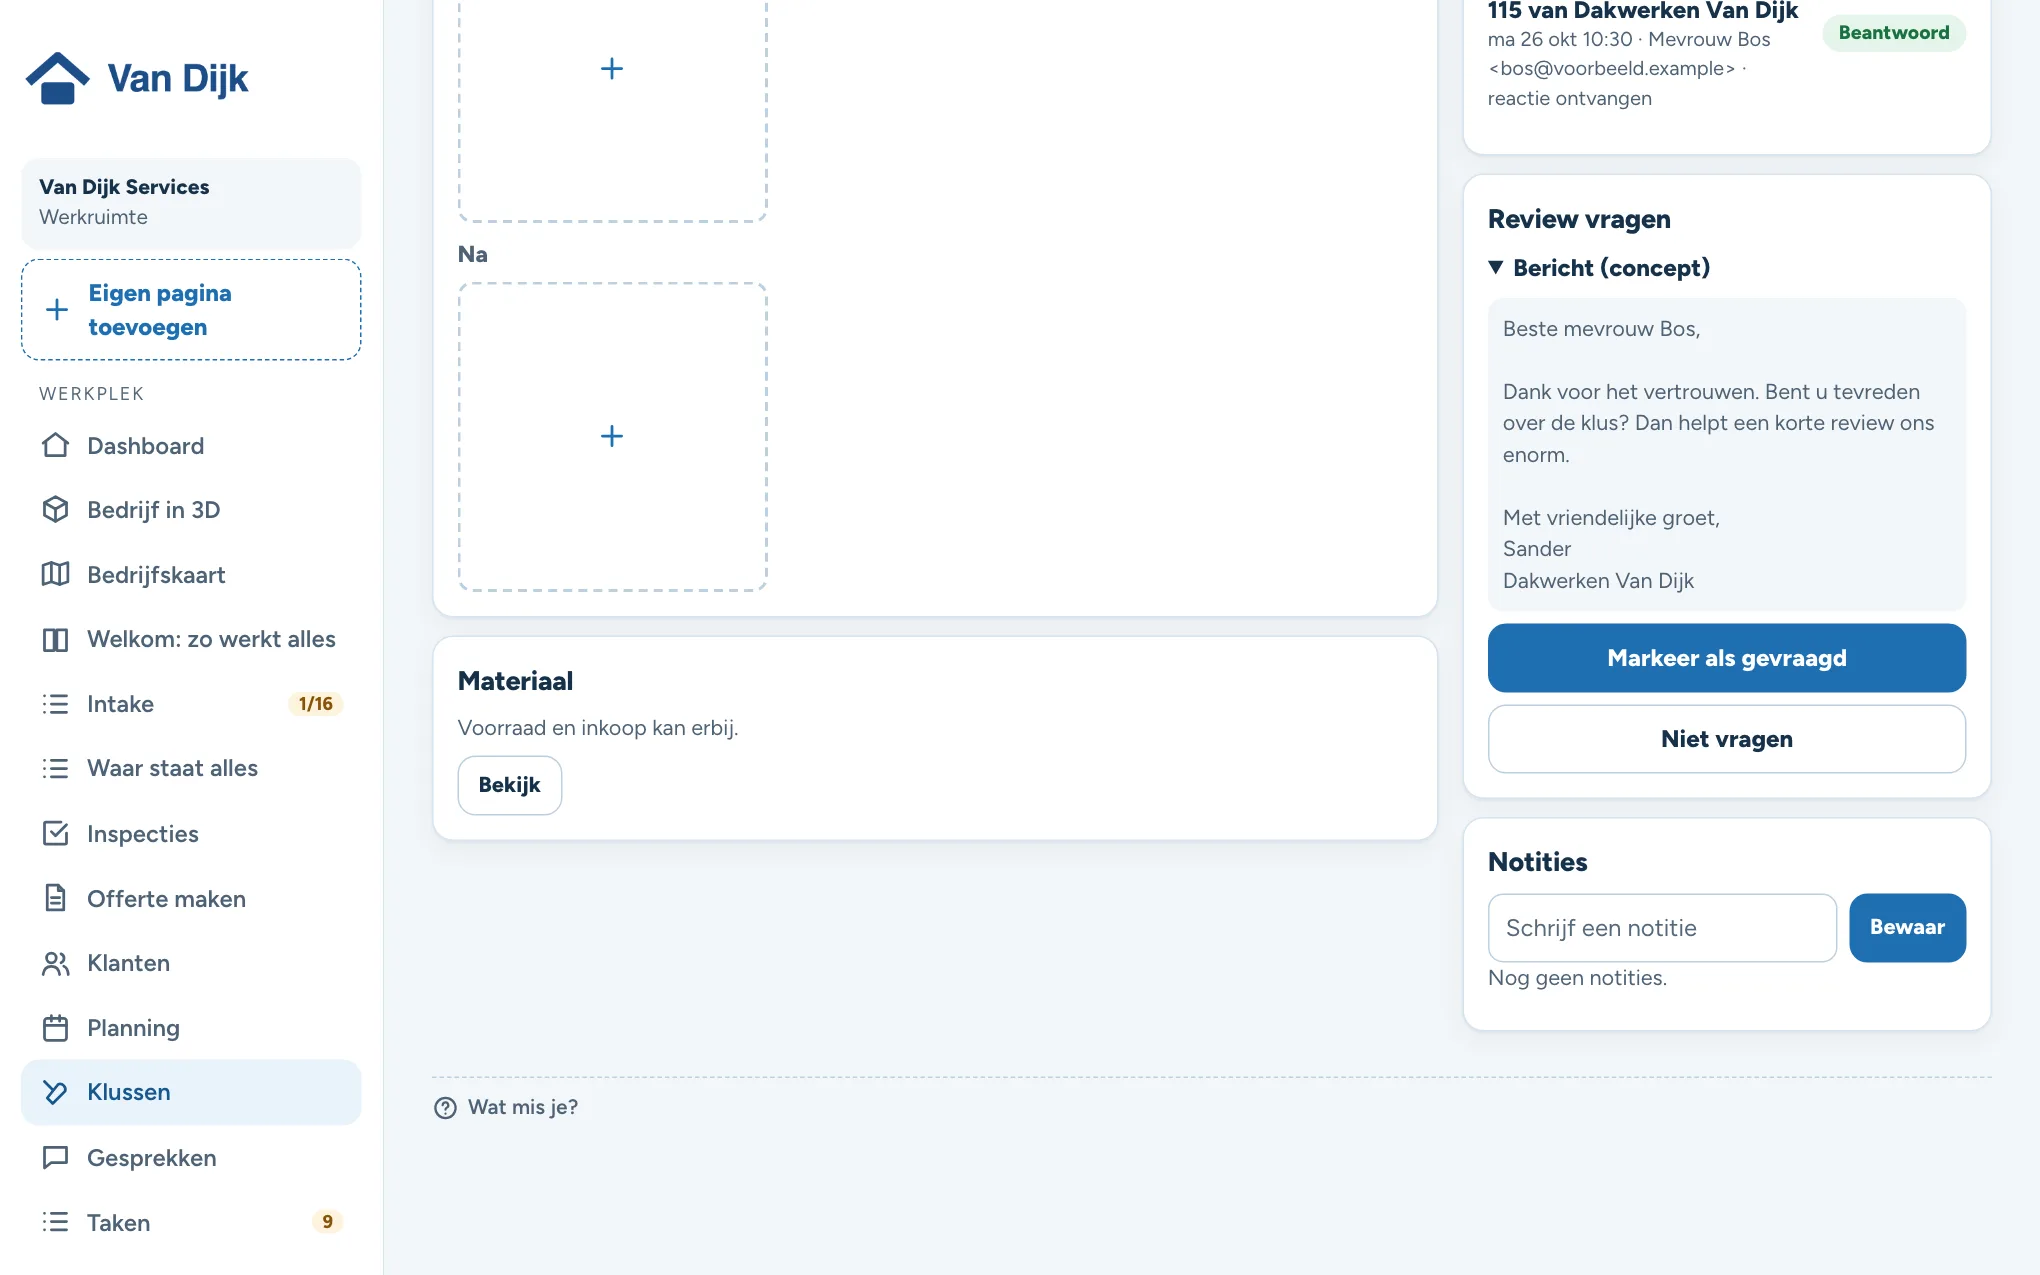 Van Dijk
Van Dijk Services
Werkruimte
Eigen pagina
toevoegen
WERKPLEK
Dashboard
Bedrijf in 3D
Bedrijfskaart
Welkom: zo werkt alles
Intake 1/16
Waar staat alles
Inspecties
Offerte maken
Klanten
Planning
Klussen
Gesprekken
Taken 9
Na
Materiaal
Voorraad en inkoop kan erbij.
Bekijk
115 van Dakwerken Van Dijk
Beantwoord
ma 26 okt 10:30 · Mevrouw Bos
<bos@voorbeeld.example> ·
reactie ontvangen
Review vragen
▼ Bericht (concept)
Beste mevrouw Bos,
Dank voor het vertrouwen. Bent u tevreden
over de klus? Dan helpt een korte review ons
enorm.
Met vriendelijke groet,
Sander
Dakwerken Van Dijk
Markeer als gevraagd
Niet vragen
Notities
Schrijf een notitie
Bewaar
Nog geen notities.
Wat mis je?